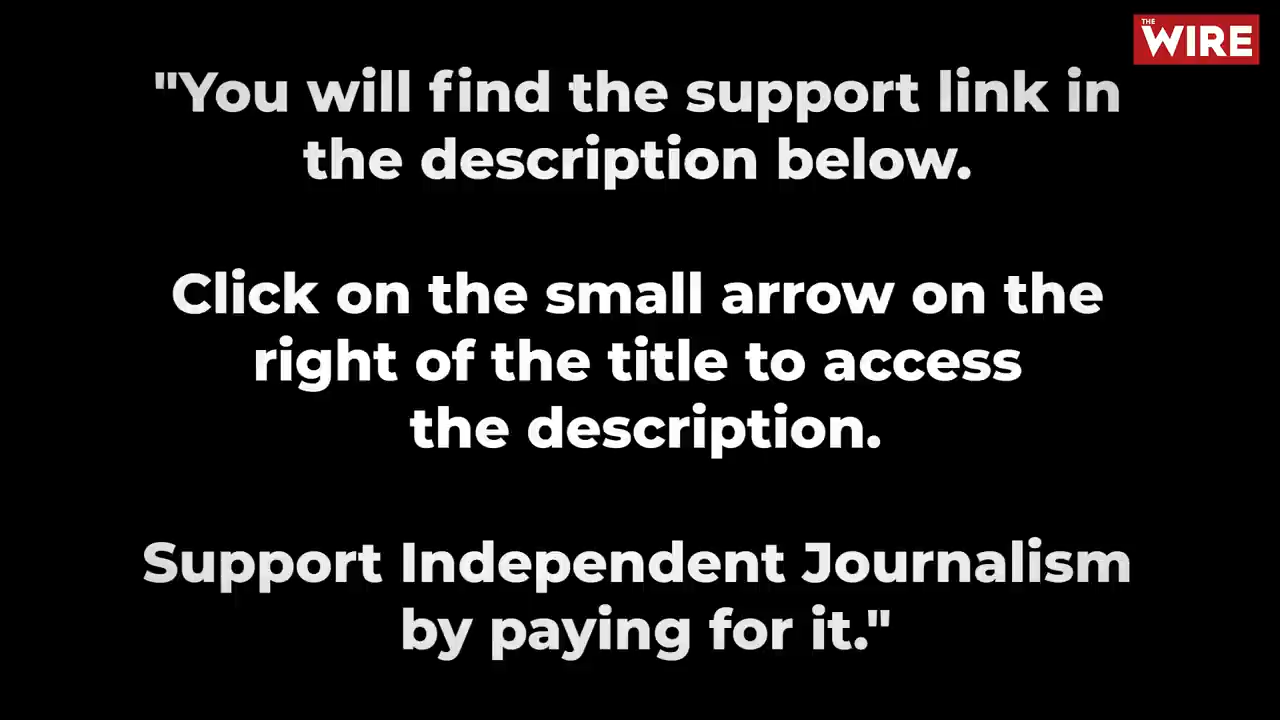 THE
WIRE
"You will find the support link in
the description below.
Click on the small arrow on the
right of the title to access
the description.
Support Independent Journalism
by paying for it."